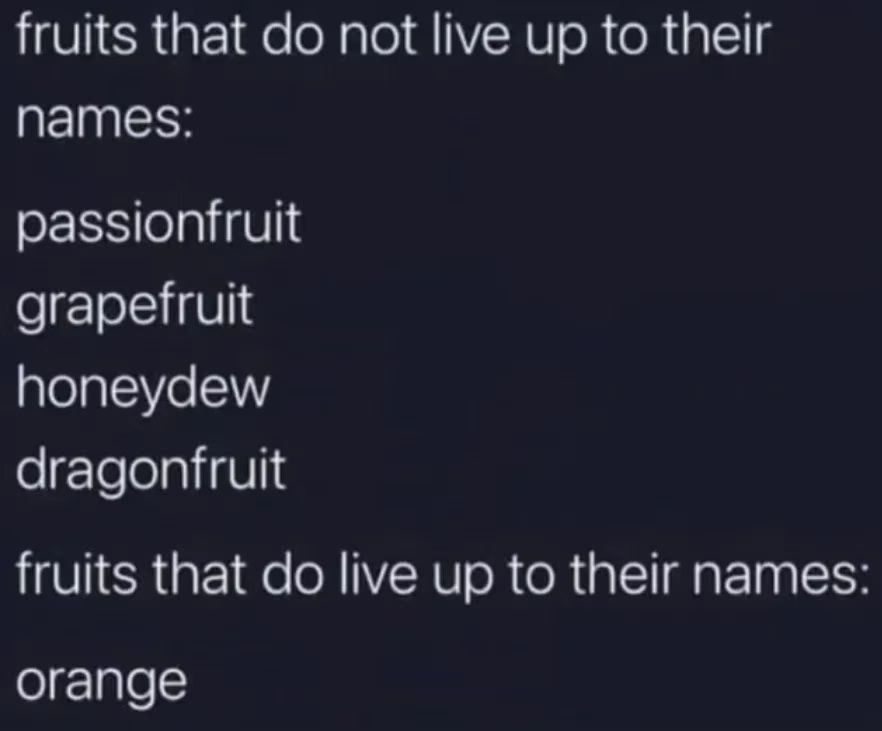 fruits that do not live up to their
names:
passionfruit
grapefruit
honeydew
dragonfruit
fruits that do live up to their names:
orange